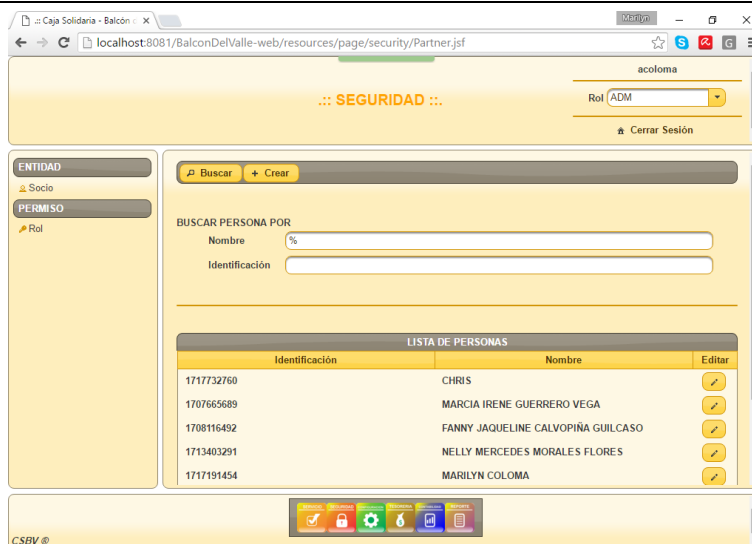 .:: Caja Solidaria - Balcón
Marilyn
localhost:8081/BalconDelValle-web/resources/page/security/Partner.jsf
acoloma
.:: SEGURIDAD ::.
Rol ADM
Cerrar Sesión
ENTIDAD
Socio
PERMISO
Rol
Buscar
Crear
BUSCAR PERSONA POR
Nombre %
Identificación
LISTA DE PERSONAS
Identificación Nombre Editar
1717732760 CHRIS
1707665689 MARCIA IRENE GUERRERO VEGA
1708116492 FANNY JAQUELINE CALVOPIÑA GUILCASO
1713403291 NELLY MERCEDES MORALES FLORES
1717191454 MARILYN COLOMA
CSBV ®